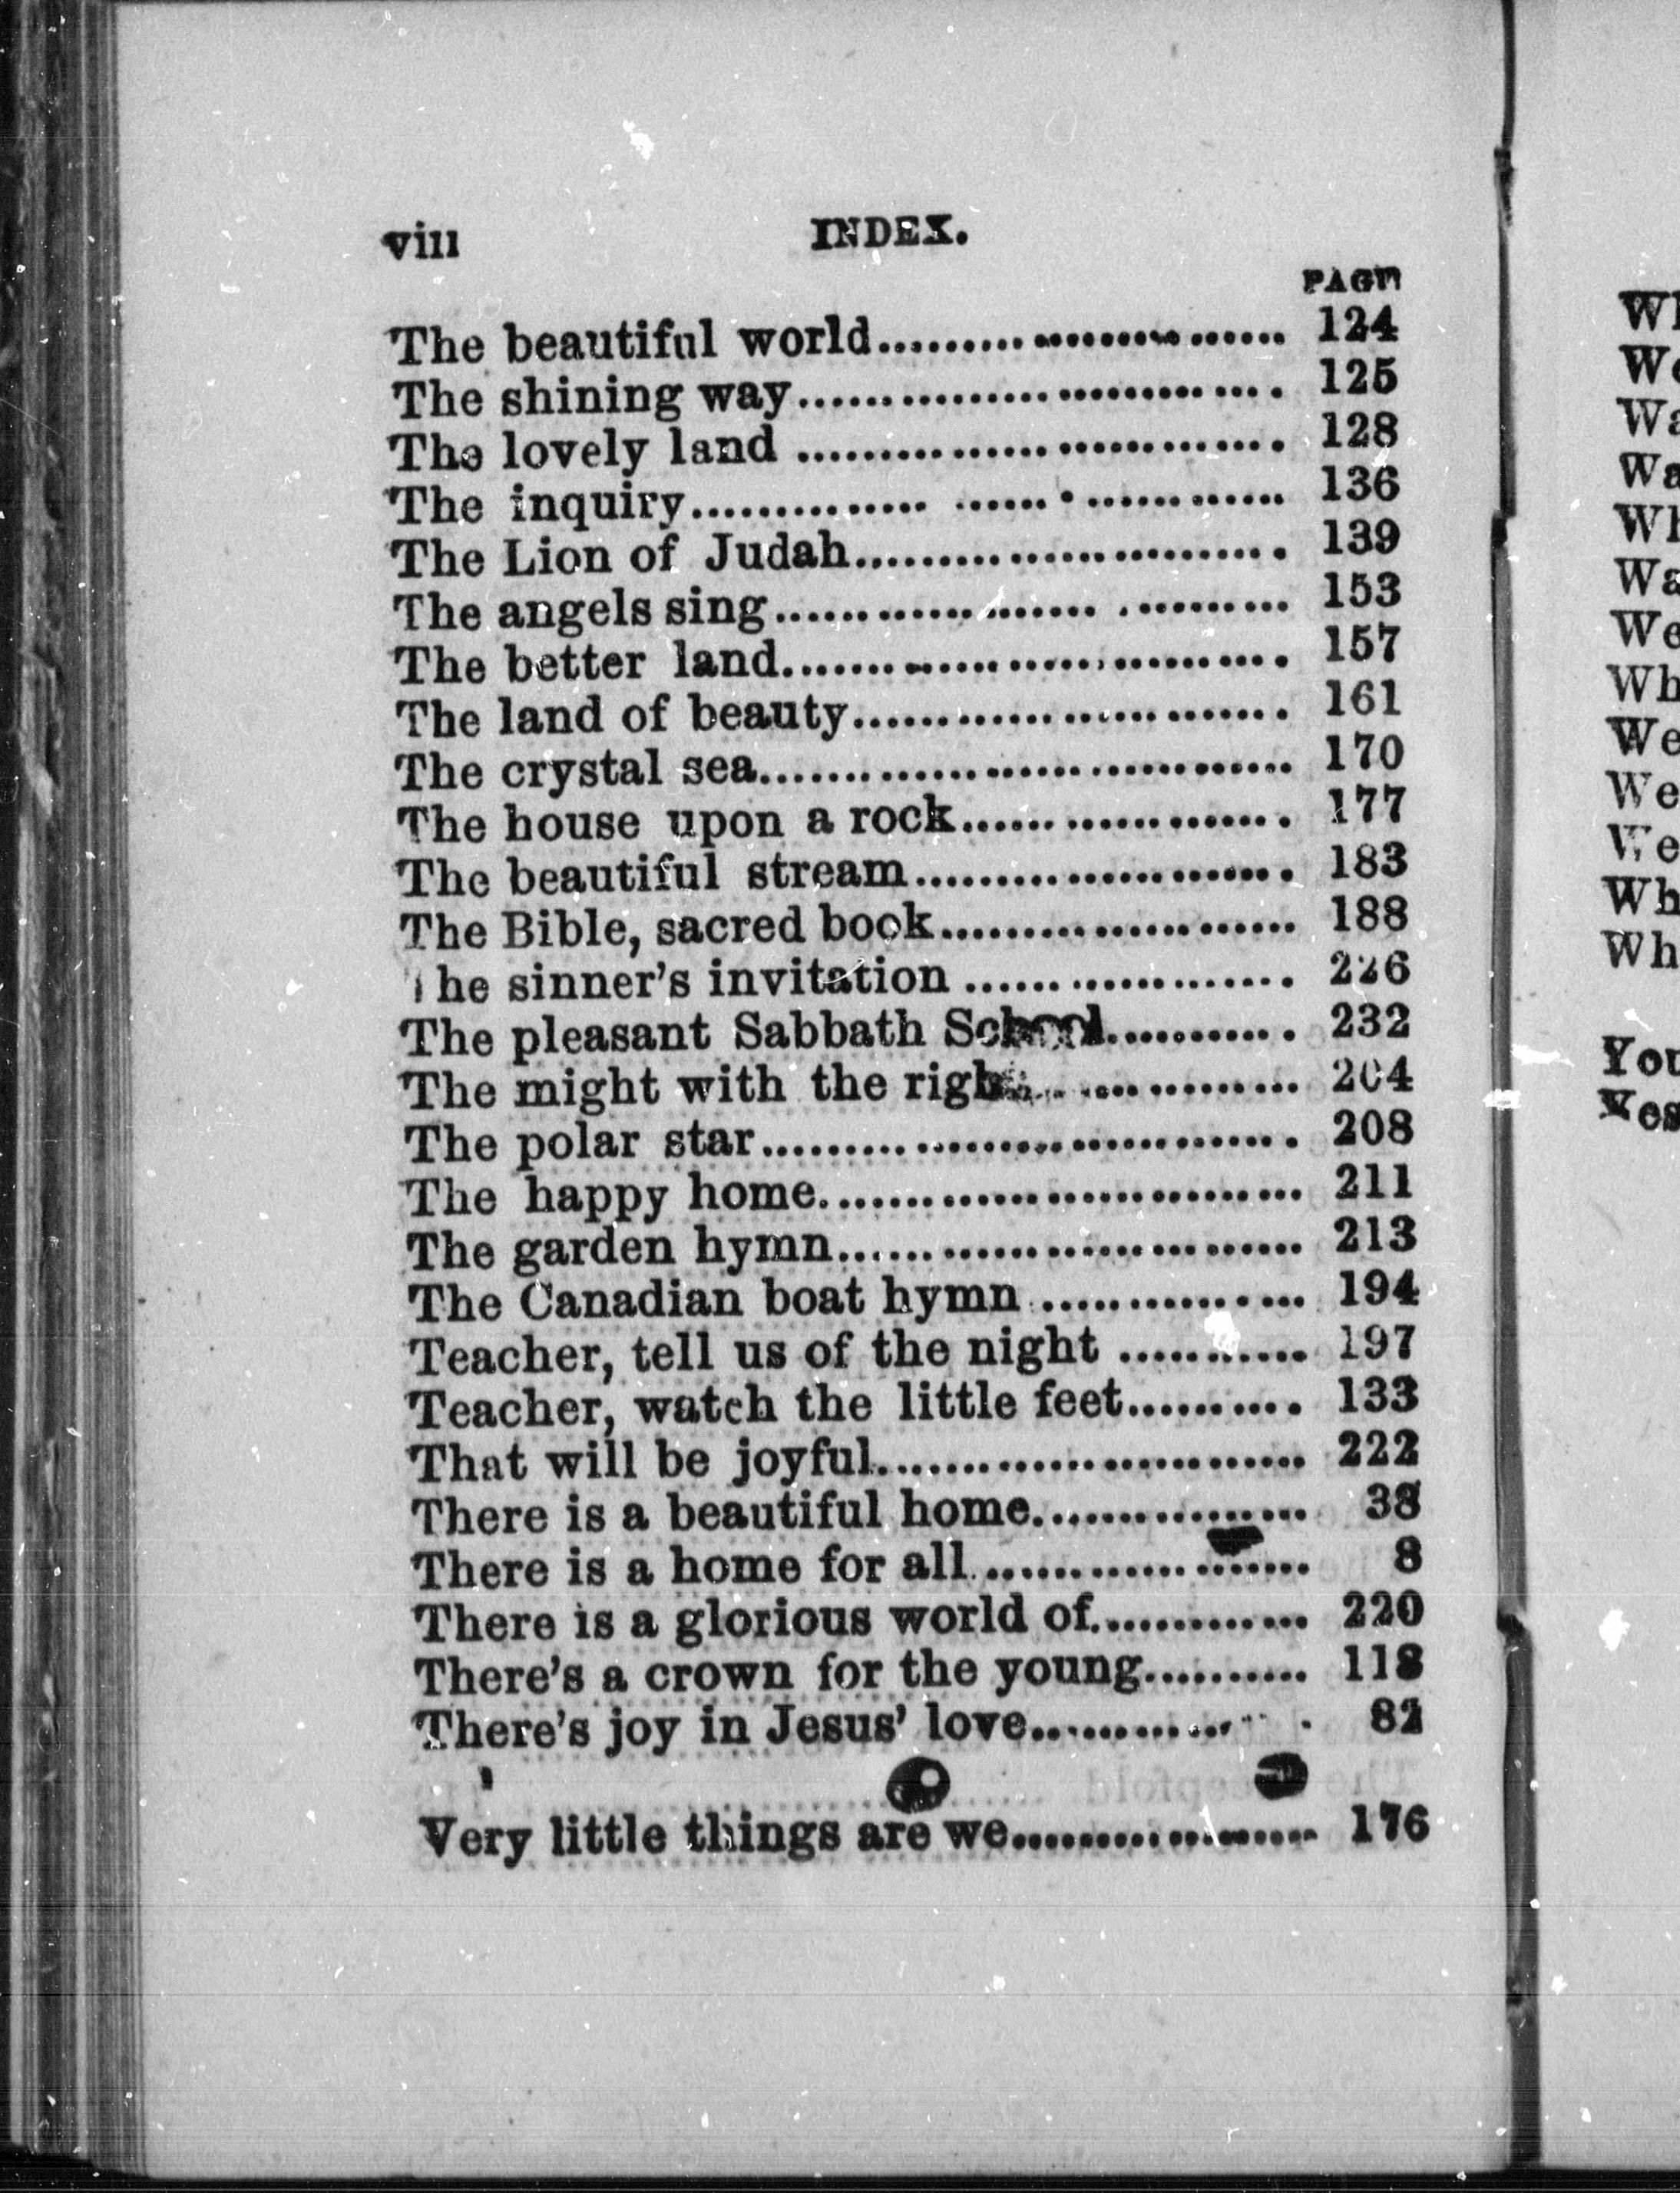 viii INDEX.
PAGE
The beautiful world.............................. 124
The shining way.................................. 125
The lovely land .................................. 128
The inquiry....................................... 136
The Lion of Judah................................ 139
The angels sing................................... 153
The better land................................... 157
The land of beauty............................... 161
The crystal sea................................... 170
The house upon a rock........................... 177
The beautiful stream............................. 183
The Bible, sacred book........................... 188
The sinner's invitation .......................... 226
The pleasant Sabbath School..................... 232
The might with the right......................... 204
The polar star.................................... 208
The happy home.................................. 211
The garden hymn................................. 213
The Canadian boat hymn ........................ 194
Teacher, tell us of the night .................... 197
Teacher, watch the little feet................... 133
That will be joyful................................ 222
There is a beautiful home....................... 38
There is a home for all........................... 8
There is a glorious world of..................... 220
There's a crown for the young.................. 118
There's joy in Jesus' love........................
Very little things are we......................... 176